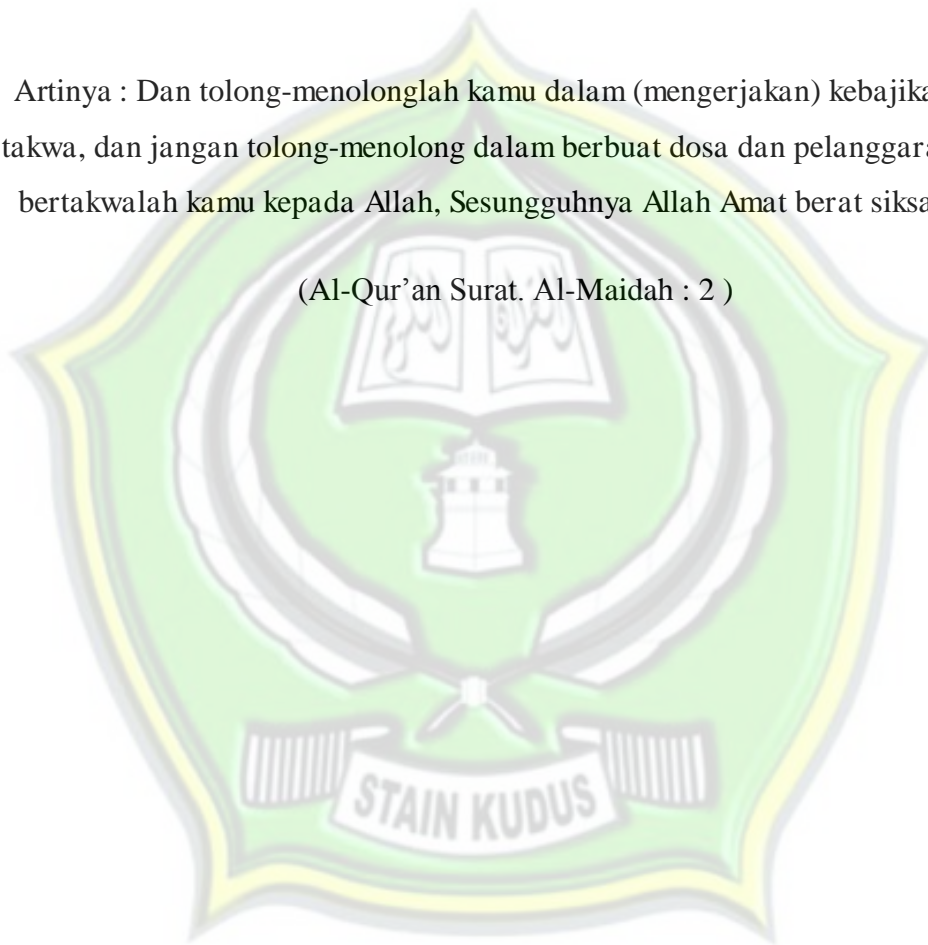 Artinya : Dan tolong-menolonglah kamu dalam (mengerjakan) kebajika
takwa, dan jangan tolong-menolong dalam berbuat dosa dan pelanggara
bertakwalah kamu kepada Allah, Sesungguhnya Allah Amat berat siksa
(Al-Qur’an Surat. Al-Maidah : 2 )
STAIN KUDUS